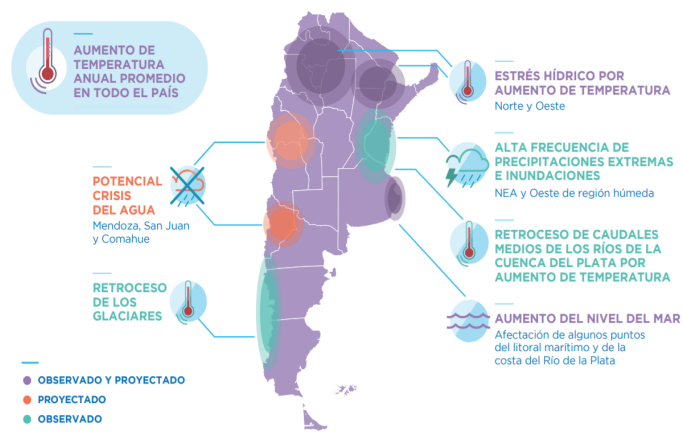 AUMENTO DE
TEMPERATURA
ANUAL PROMEDIO
EN TODO EL PAÍS
POTENCIAL
CRISIS
DEL AGUA
Mendoza, San Juan
y Comahue
RETROCESO
DE LOS
GLACIARES
ESTRÉS HÍDRICO POR
AUMENTO DE TEMPERATURA
Norte y Oeste
ALTA FRECUENCIA DE
PRECIPITACIONES EXTREMAS
E INUNDACIONES
NEA y Oeste de región húmeda
RETROCESO DE CAUDALES
MEDIOS DE LOS RÍOS DE LA
CUENCA DEL PLATA POR
AUMENTO DE TEMPERATURA
AUMENTO DEL NIVEL DEL MAR
Afectación de algunos puntos
del litoral marítimo y de la
costa del Río de la Plata
OBSERVADO Y PROYECTADO
PROYECTADO
OBSERVADO